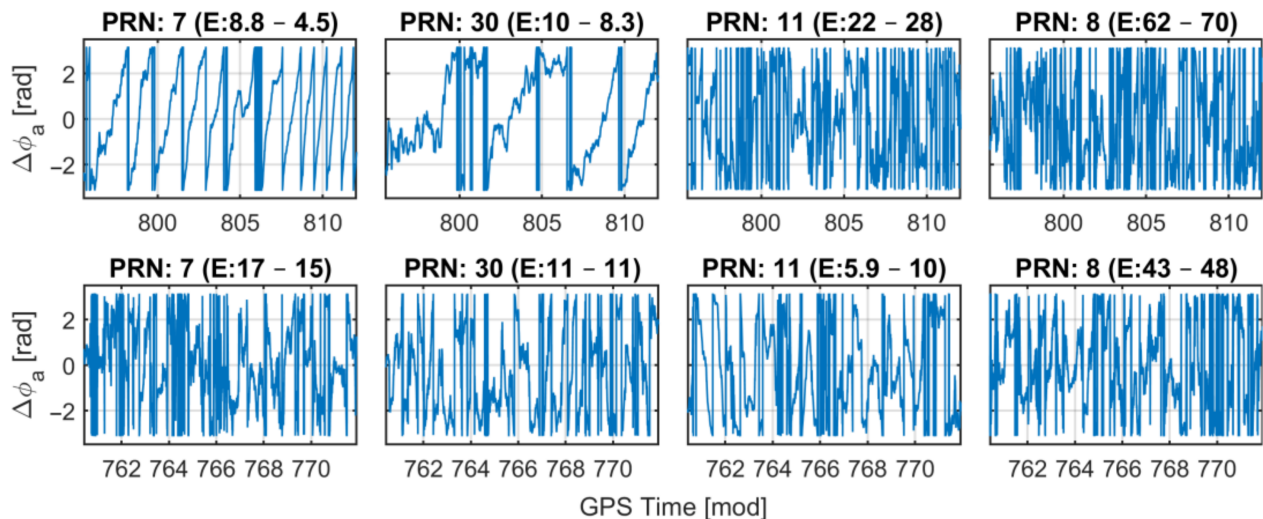 PRN: 7 (E:8.8 – 4.5) PRN: 30 (E:10 – 8.3) PRN: 11 (E:22 – 28) PRN: 8 (E:62 – 70)
Δϕa [rad]
2
0
−2
800 805 810 800 805 810 800 805 810 800 805 810
PRN: 7 (E:17 – 15) PRN: 30 (E:11 – 11) PRN: 11 (E:5.9 – 10) PRN: 8 (E:43 – 48)
Δϕa [rad]
2
0
−2
762 764 766 768 770 762 764 766 768 770 762 764 766 768 770 762 764 766 768 770
GPS Time [mod]